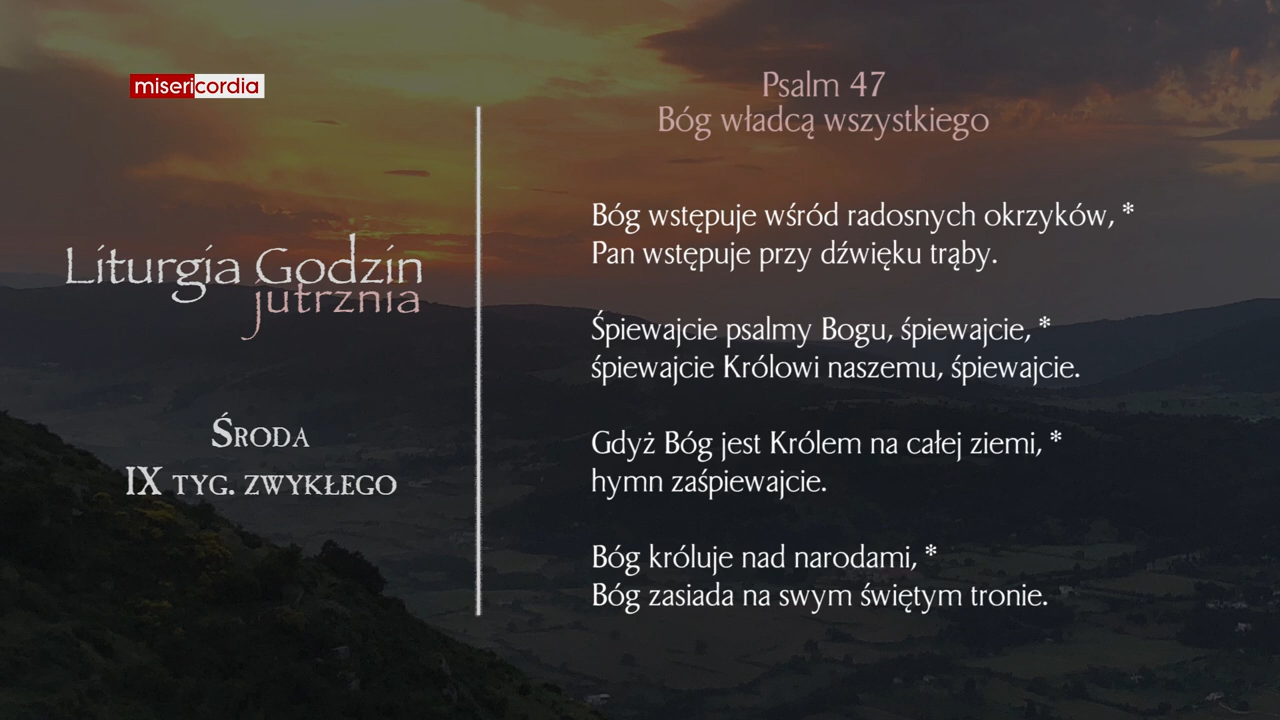 misericordia
Liturgia Godzin
jutrznia
Środa
IX tyg. zwykłego
Psalm 47
Bóg władcą wszystkiego
Bóg wstępuje wśród radosnych okrzyków, *
Pan wstępuje przy dźwięku trąby.
Śpiewajcie psalmy Bogu, śpiewajcie, *
śpiewajcie Królowi naszemu, śpiewajcie.
Gdyż Bóg jest Królem na całej ziemi, *
hymn zaśpiewajcie.
Bóg króluje nad narodami, *
Bóg zasiada na swym świętym tronie.